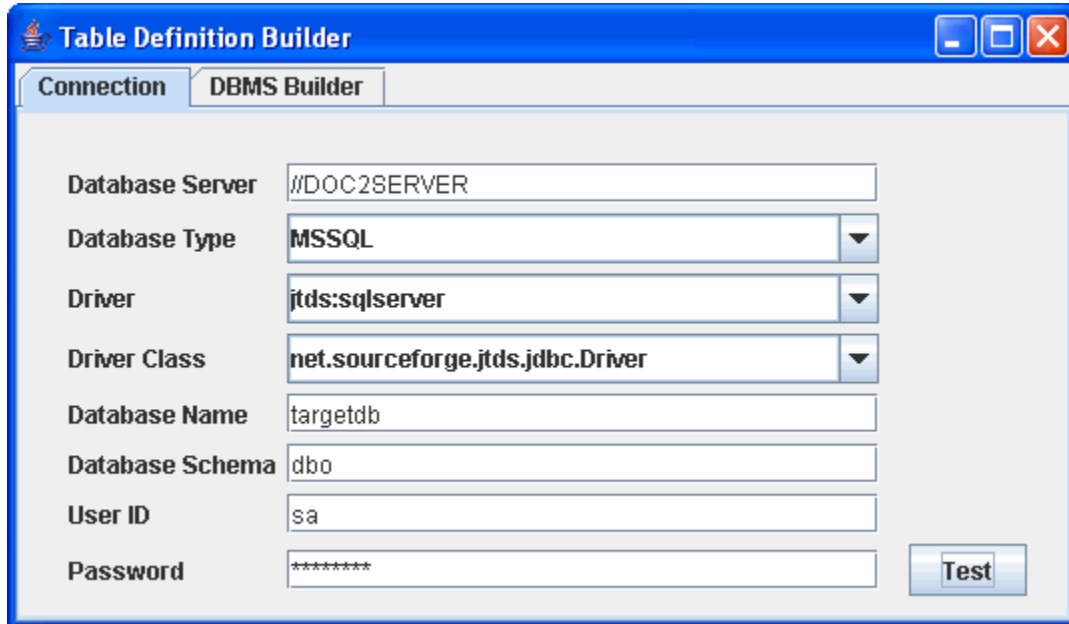 Table Definition Builder
Connection DBMS Builder
Database Server //DOC2SERVER
Database Type MSSQL
Driver jtds:sqlserver
Driver Class net.sourceforge.jtds.jdbc.Driver
Database Name targetdb
Database Schema dbo
User ID sa
Password ********
Test